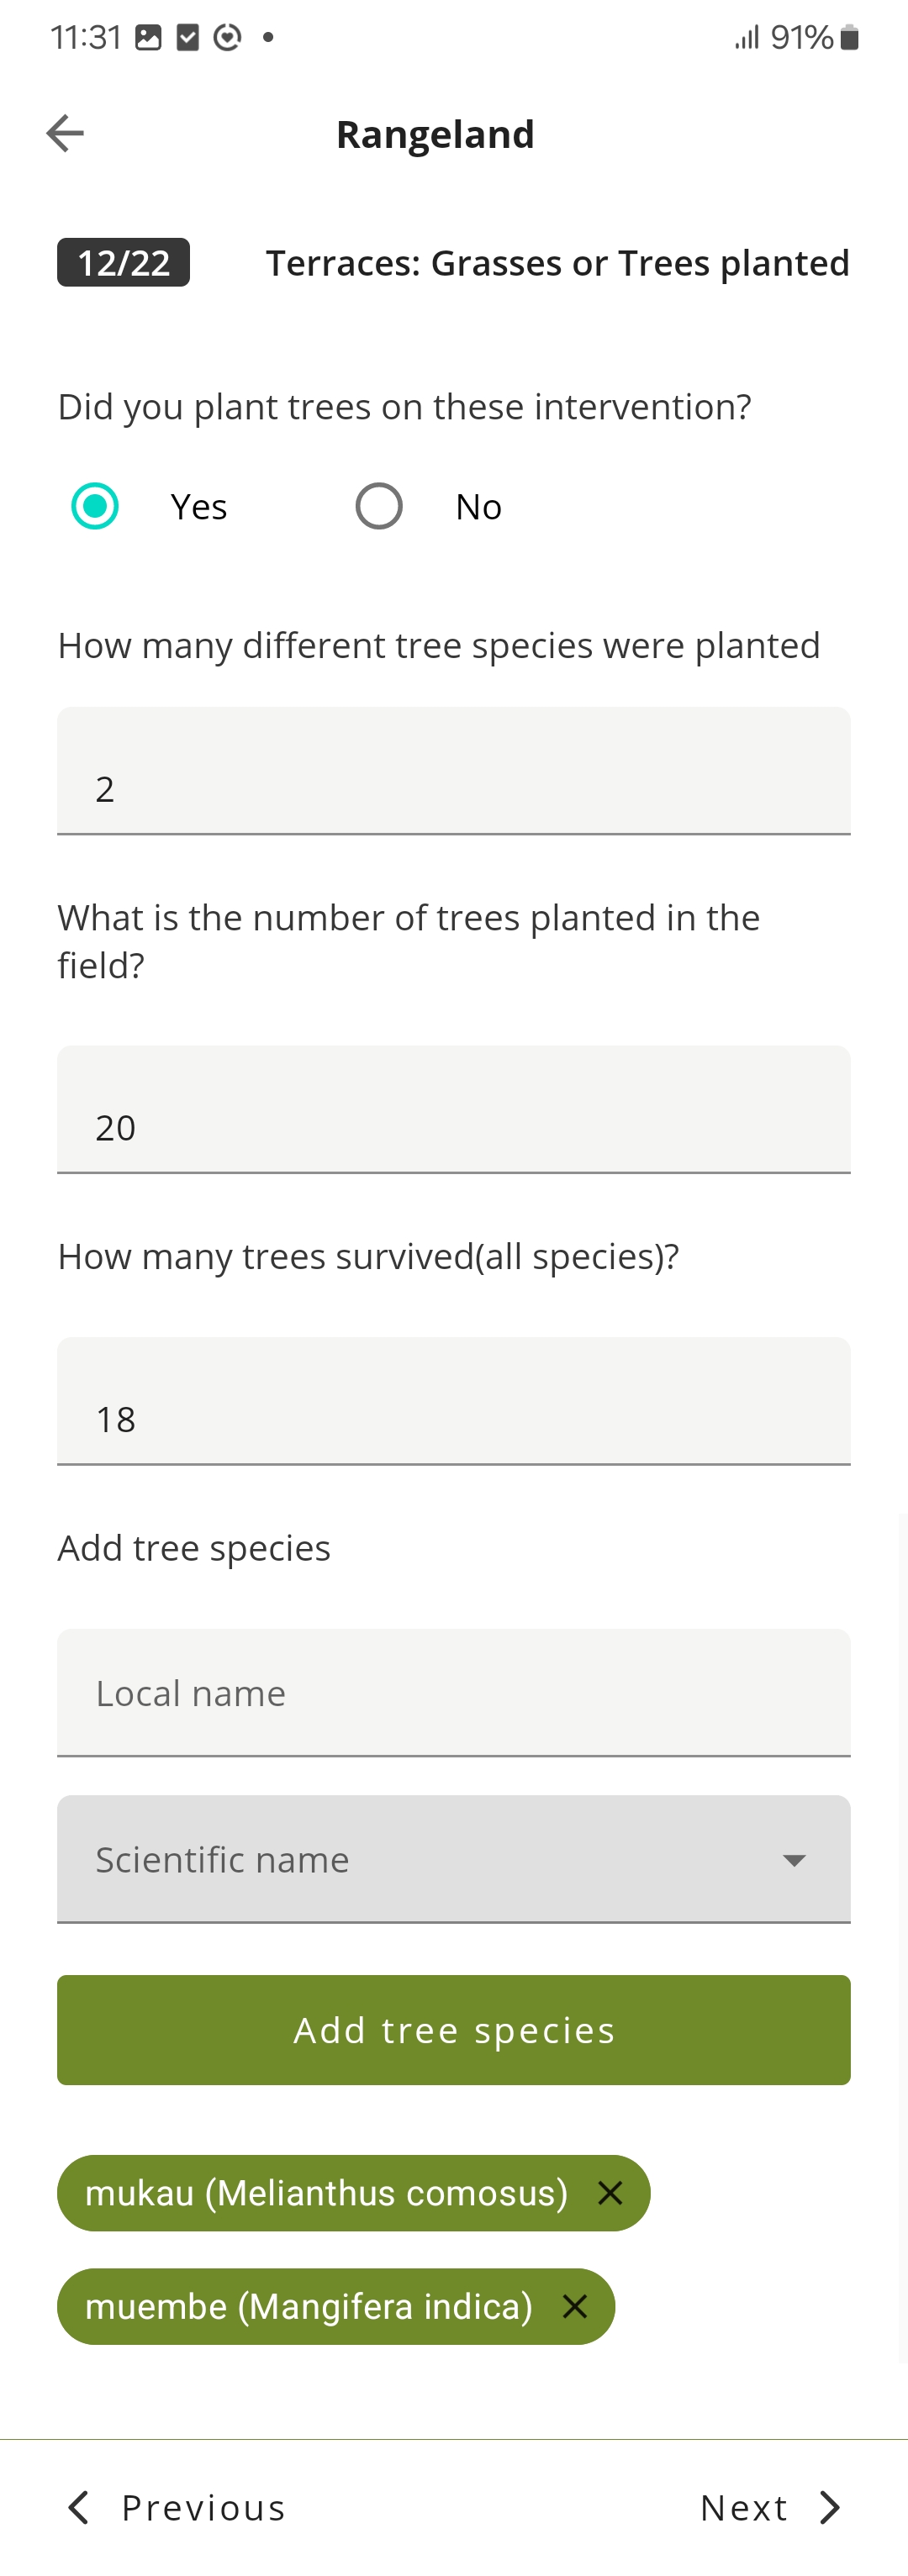 11:31
91%
Rangeland
12/22 Terraces: Grasses or Trees planted
Did you plant trees on these intervention?
Yes No
How many different tree species were planted
2
What is the number of trees planted in the
field?
20
How many trees survived(all species)?
18
Add tree species
Local name
Scientific name
Add tree species
mukau (Melianthus comosus)
muembe (Mangifera indica)
Previous Next